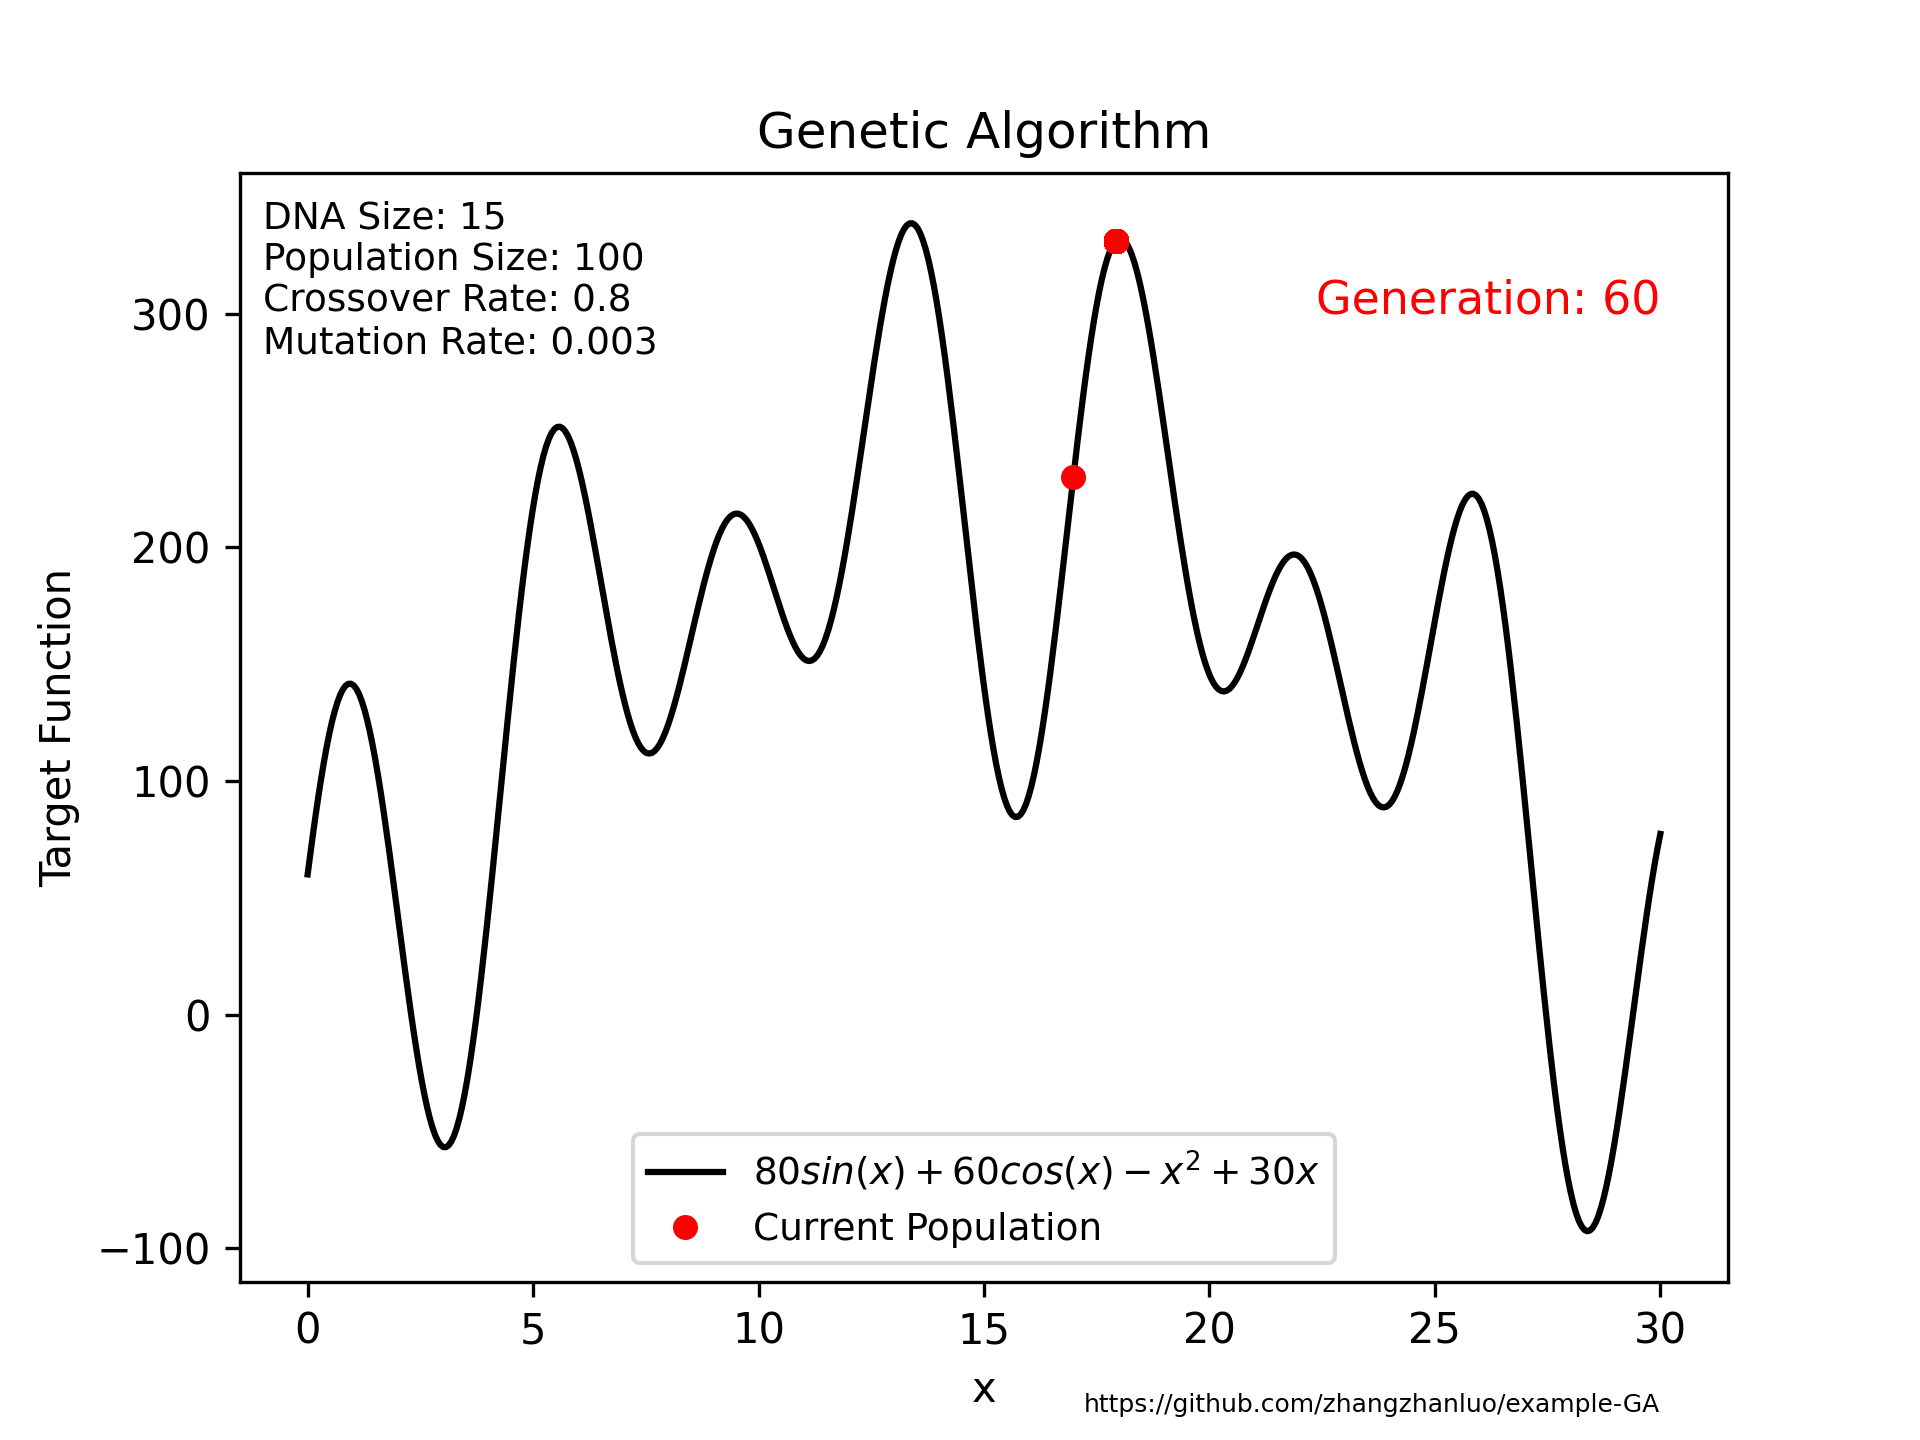 Genetic Algorithm
DNA Size: 15
Population Size: 100
Crossover Rate: 0.8
Mutation Rate: 0.003
Generation: 60
Target Function
300
200
100
0
−100
80sin(x) + 60cos(x) − x² + 30x
Current Population
0 5 10 15 20 25 30
x
https://github.com/zhangzhanluo/example-GA